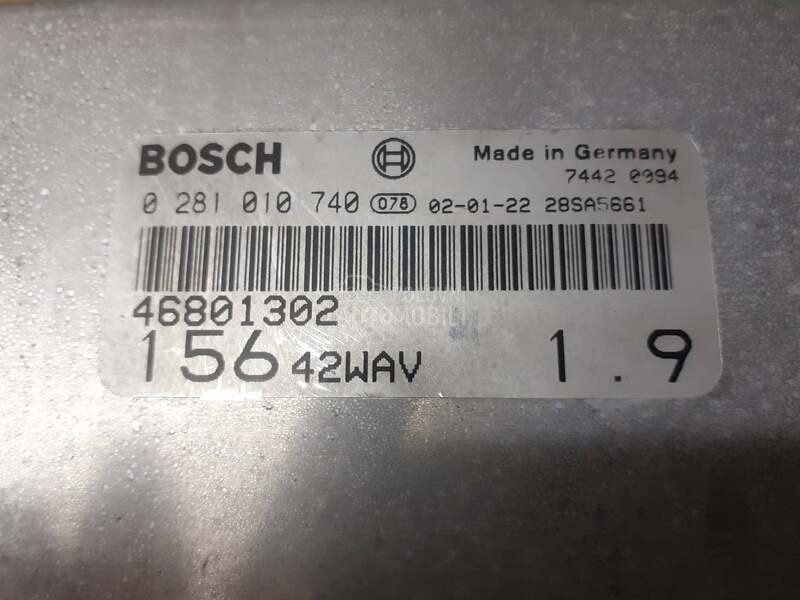 BOSCH Made in Germany
7442 0994
0 281 010 740 078 02-01-22 28SA5661
46801302
156 42WAV 1.9